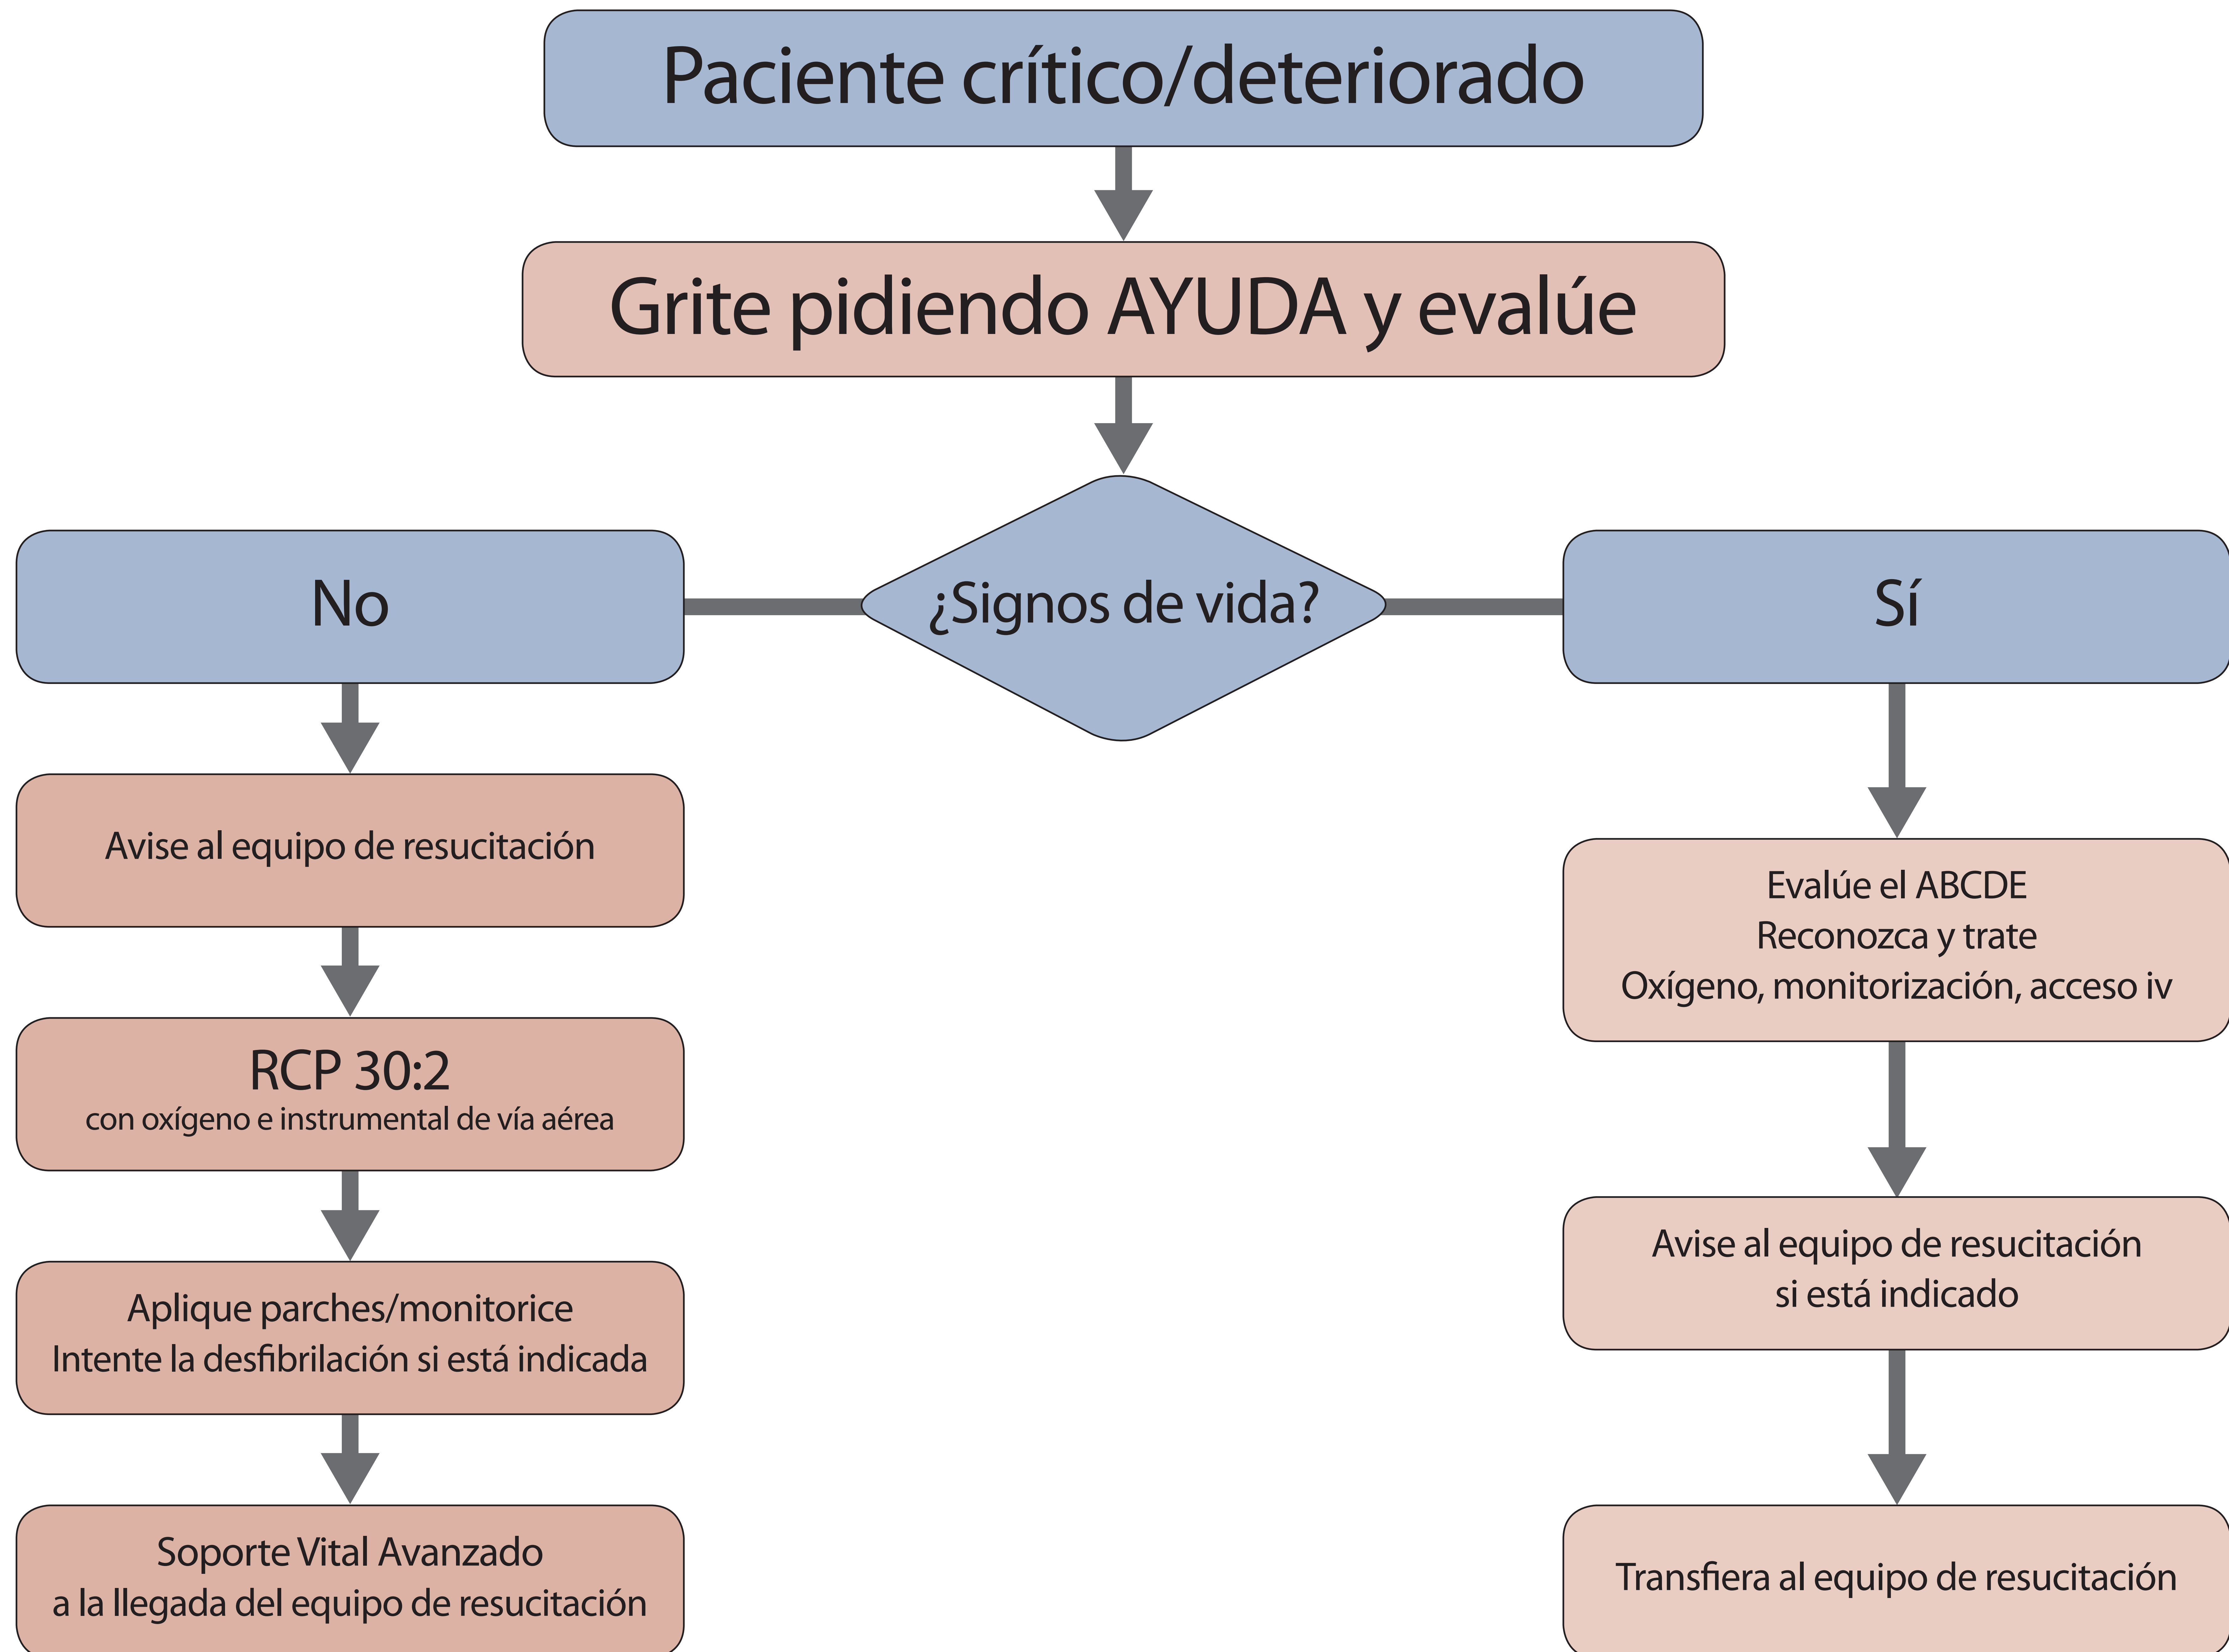 Paciente crítico/deteriorado
Grite pidiendo AYUDA y evalúe
¿Signos de vida?
No
Sí
Avise al equipo de resucitación
RCP 30:2
con oxígeno e instrumental de vía aérea
Aplique parches/monitorice
Intente la desfibrilación si está indicada
Soporte Vital Avanzado
a la llegada del equipo de resucitación
Evalúe el ABCDE
Reconozca y trate
Oxígeno, monitorización, acceso iv
Avise al equipo de resucitación
si está indicado
Transfiera al equipo de resucitación